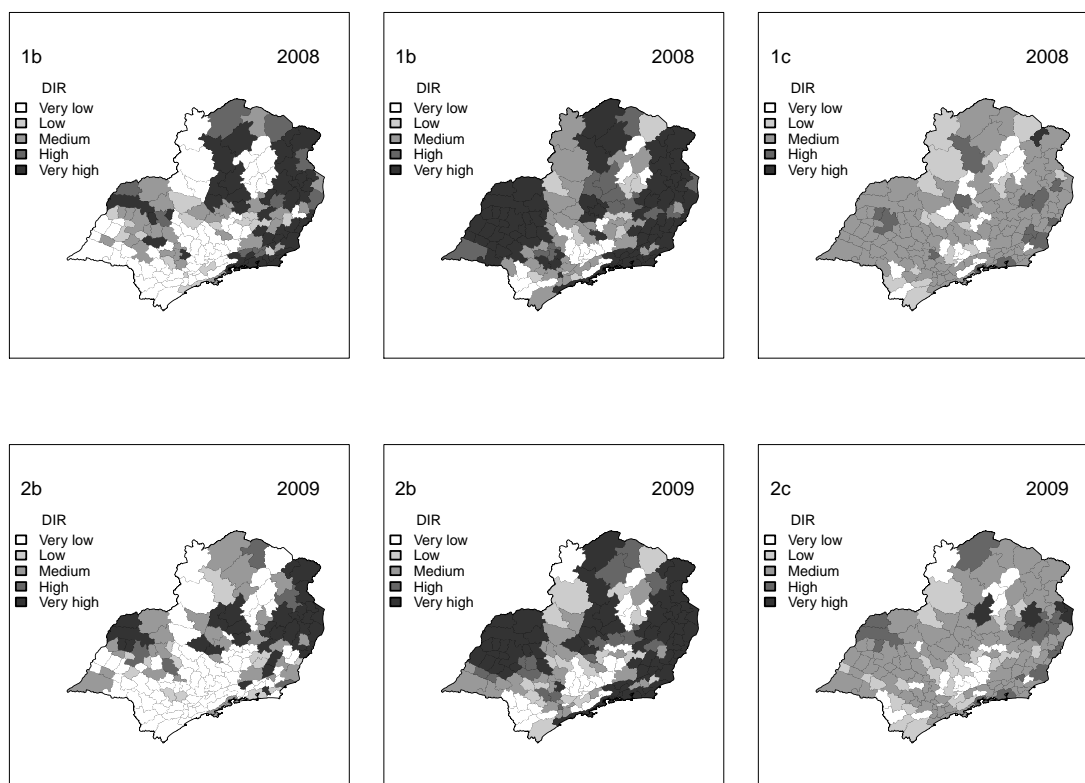 1b 2008
DIR
Very low
Low
Medium
High
Very high
1b 2008
DIR
Very low
Low
Medium
High
Very high
1c 2008
DIR
Very low
Low
Medium
High
Very high
2b 2009
DIR
Very low
Low
Medium
High
Very high
2b 2009
DIR
Very low
Low
Medium
High
Very high
2c 2009
DIR
Very low
Low
Medium
High
Very high